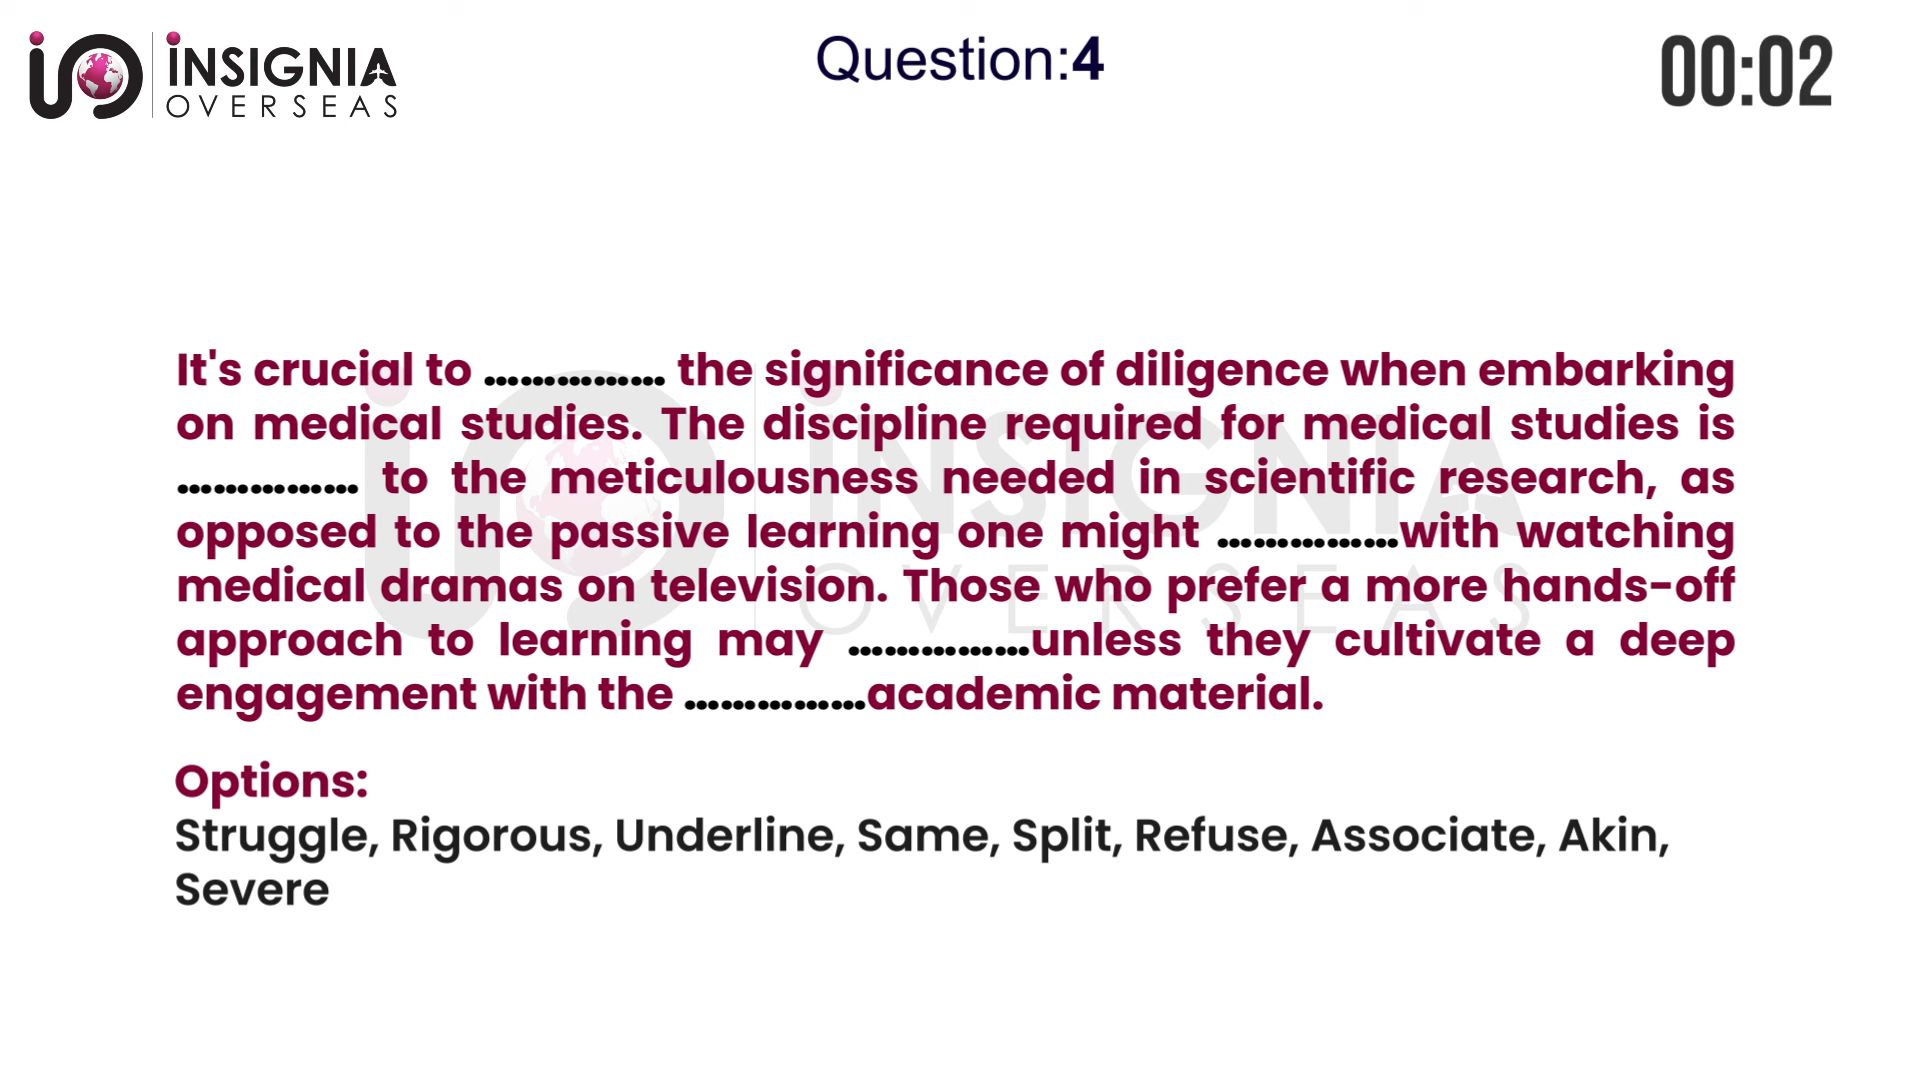 INSIGNIA
OVERSEAS
Question:4
00:02
It's crucial to ............... the significance of diligence when embarking
on medical studies. The discipline required for medical studies is
............... to the meticulousness needed in scientific research, as
opposed to the passive learning one might ...............with watching
medical dramas on television. Those who prefer a more hands-off
approach to learning may ...............unless they cultivate a deep
engagement with the ...............academic material.
Options:
Struggle, Rigorous, Underline, Same, Split, Refuse, Associate, Akin,
Severe
INSIGNIA
OVERSEAS